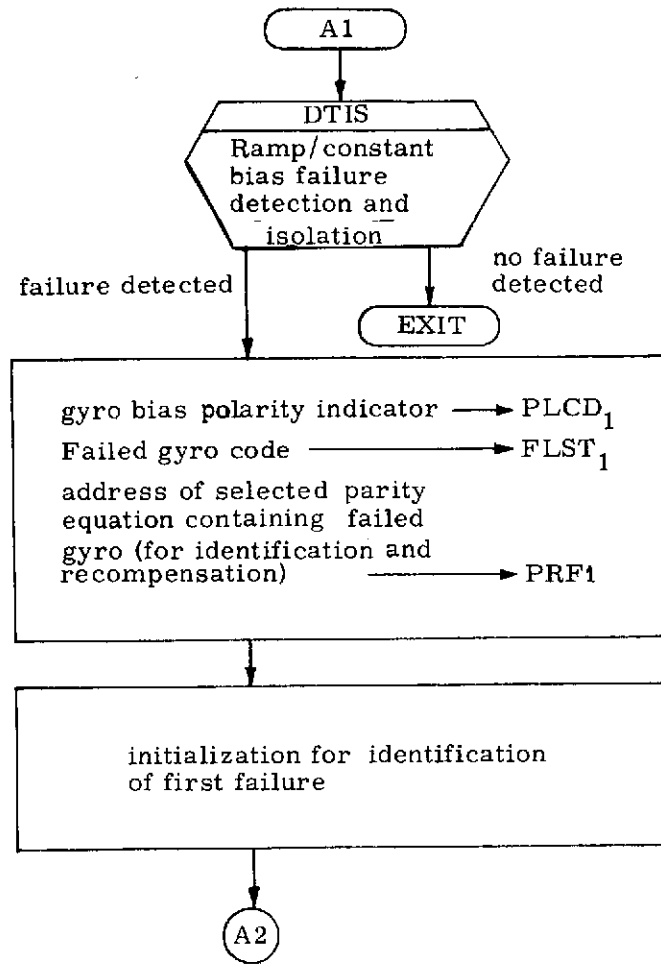 A1
DTIS
Ramp/constant
bias failure
detection and
isolation
failure detected
no failure
detected
EXIT
gyro bias polarity indicator PLCD1
Failed gyro code FLST1
address of selected parity
equation containing failed
gyro (for identification and
recompensation) PRF1
initialization for identification
of first failure
A2